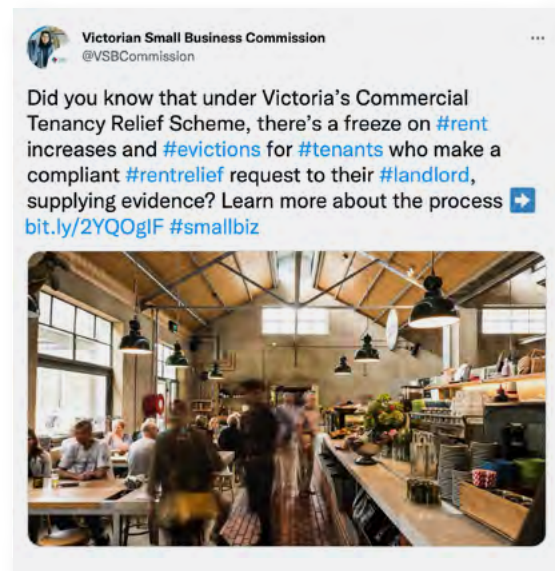 Victorian Small Business Commission
@VSBCommission
Did you know that under Victoria's Commercial
Tenancy Relief Scheme, there's a freeze on #rent
increases and #evictions for #tenants who make a
compliant #rentrelief request to their #landlord,
supplying evidence? Learn more about the process ➡️
bit.ly/2YQOgIF #smallbiz